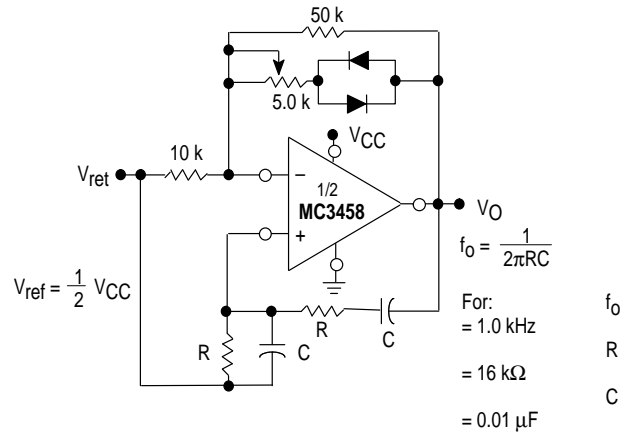 50 k
5.0 k
10 k
V_CC
V_ret
1/2
MC3458
−
+
V_O
f_o = 1/(2πRC)
V_ref = 1/2 V_CC
R
C
R
C
For: f_o
= 1.0 kHz
R
= 16 kΩ
C
= 0.01 µF